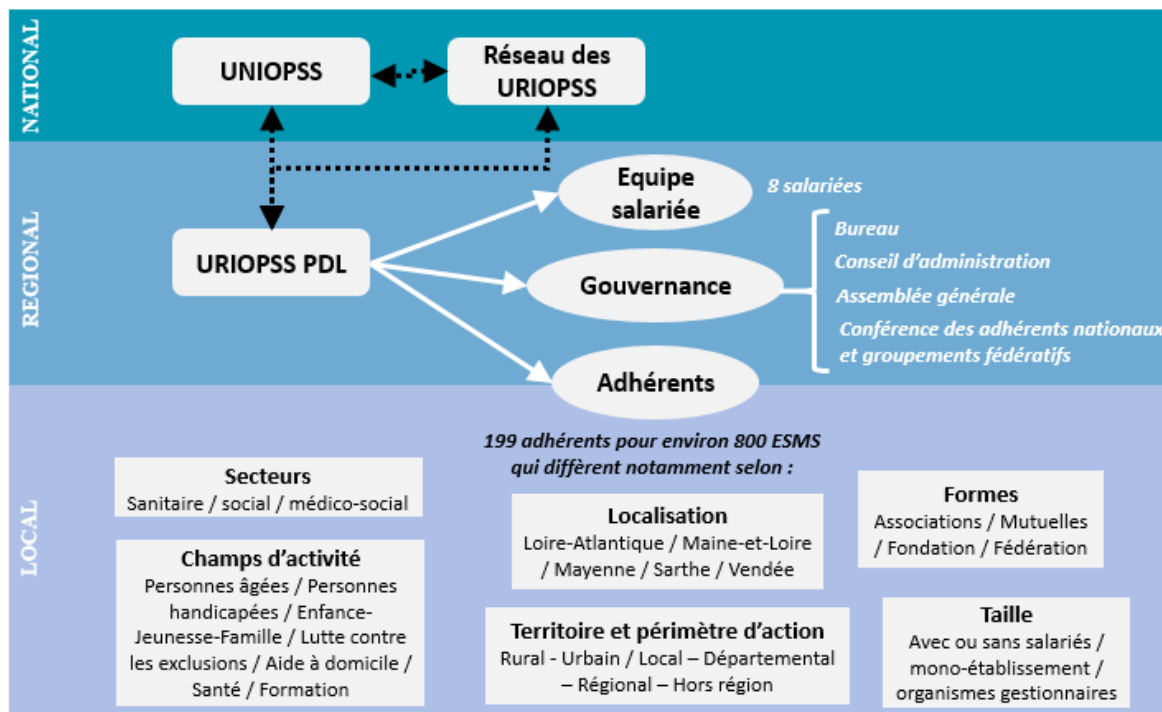 NATIONAL
UNIOPSS
Réseau des
URIOPSS
REGIONAL
URIOPSS PDL
Equipe
salariée
8 salariées
Gouvernance
Bureau
Conseil d’administration
Assemblée générale
Conférence des adhérents nationaux
et groupements fédératifs
Adhérents
LOCAL
199 adhérents pour environ 800 ESMS
qui diffèrent notamment selon :
Secteurs
Sanitaire / social / médico-social
Champs d’activité
Personnes âgées / Personnes
handicapées / Enfance-
Jeunesse-Famille / Lutte contre
les exclusions / Aide à domicile /
Santé / Formation
Localisation
Loire-Atlantique / Maine-et-Loire
/ Mayenne / Sarthe / Vendée
Territoire et périmètre d’action
Rural - Urbain / Local – Départemental
– Régional – Hors région
Formes
Associations / Mutuelles
/ Fondation / Fédération
Taille
Avec ou sans salariés /
mono-établissement /
organismes gestionnaires